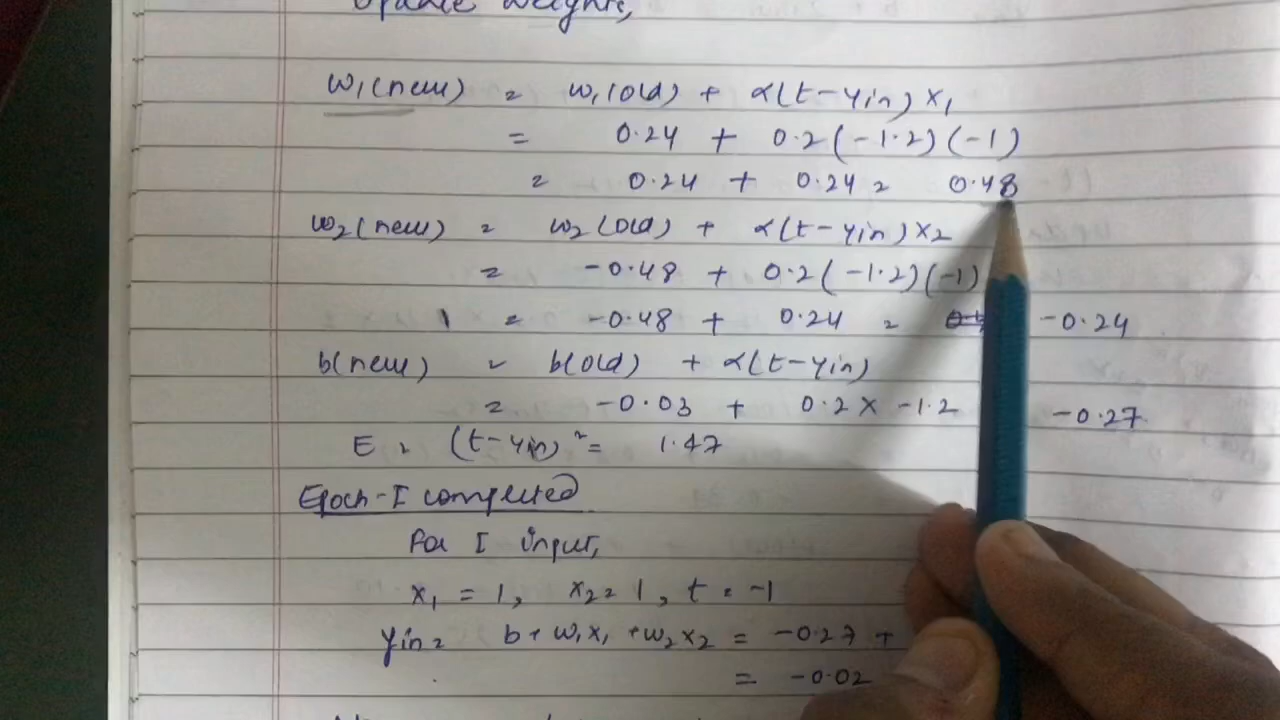 Update Weights,
w₁(new) = w₁(old) + α(t-yin) x₁
= 0.24 + 0.2(-1.2)(-1)
= 0.24 + 0.24 = 0.48
w₂(new) = w₂(old) + α(t-yin) x₂
= -0.48 + 0.2(-1.2)(-1)
= -0.48 + 0.24 = -0.24
b(new) = b(old) + α(t-yin)
= -0.03 + 0.2 x -1.2 -0.27
E = (t-yin)² = 1.47
Epoch-I completed
For I input,
x₁ = 1, x₂ = 1, t = -1
yin = b + w₁x₁ + w₂x₂ = -0.27 +
= -0.02